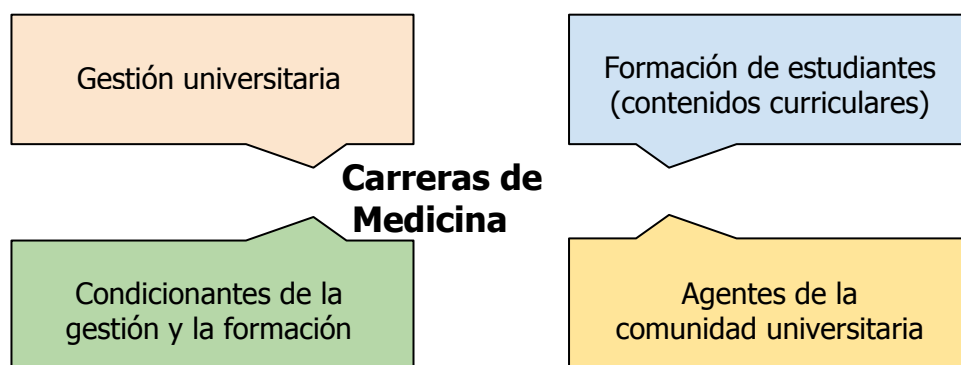 Gestión universitaria
Formación de estudiantes
(contenidos curriculares)
Carreras de
Medicina
Condicionantes de la
gestión y la formación
Agentes de la
comunidad universitaria